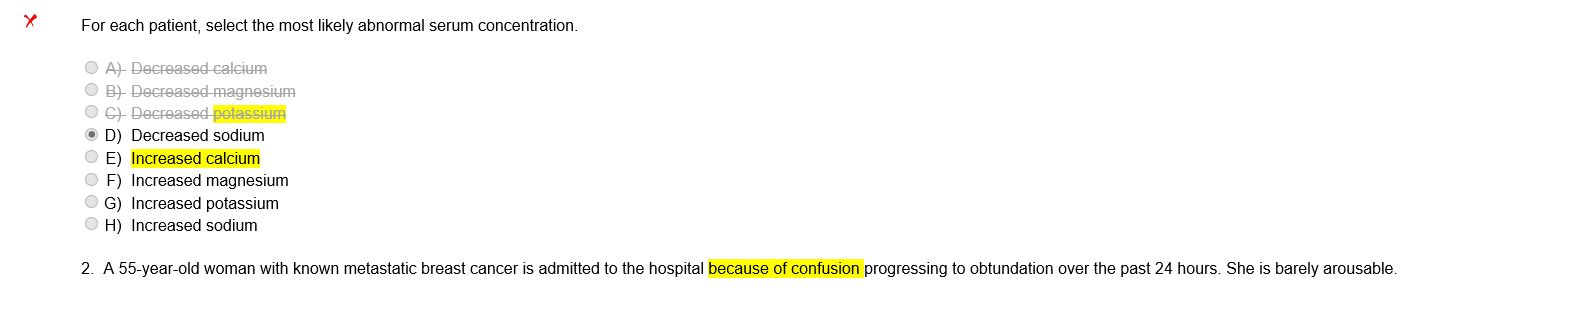 For each patient, select the most likely abnormal serum concentration.
A) Decreased calcium
B) Decreased magnesium
C) Decreased potassium
D) Decreased sodium
E) Increased calcium
F) Increased magnesium
G) Increased potassium
H) Increased sodium
2. A 55-year-old woman with known metastatic breast cancer is admitted to the hospital because of confusion progressing to obtundation over the past 24 hours. She is barely arousable.